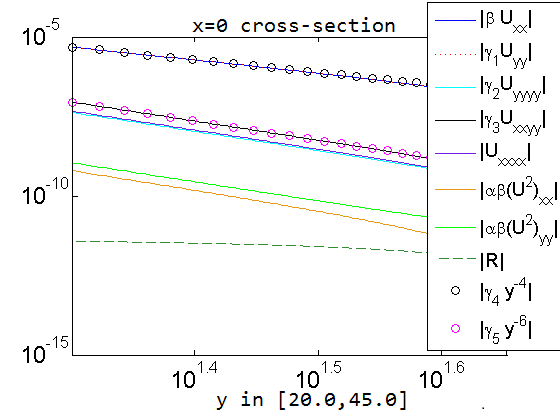 x=0 cross-section
10^-5
10^-10
10^-15
10^1.4
10^1.5
10^1.6
y in [20.0,45.0]
|β U_xx|
|γ_1 U_yy|
|γ_2 U_yyyy|
|γ_3 U_xxyy|
|U_xxxx|
|αβ(U^2)_xx|
|αβ(U^2)_yy|
|R|
|γ_4 y^-4|
|γ_5 y^-6|